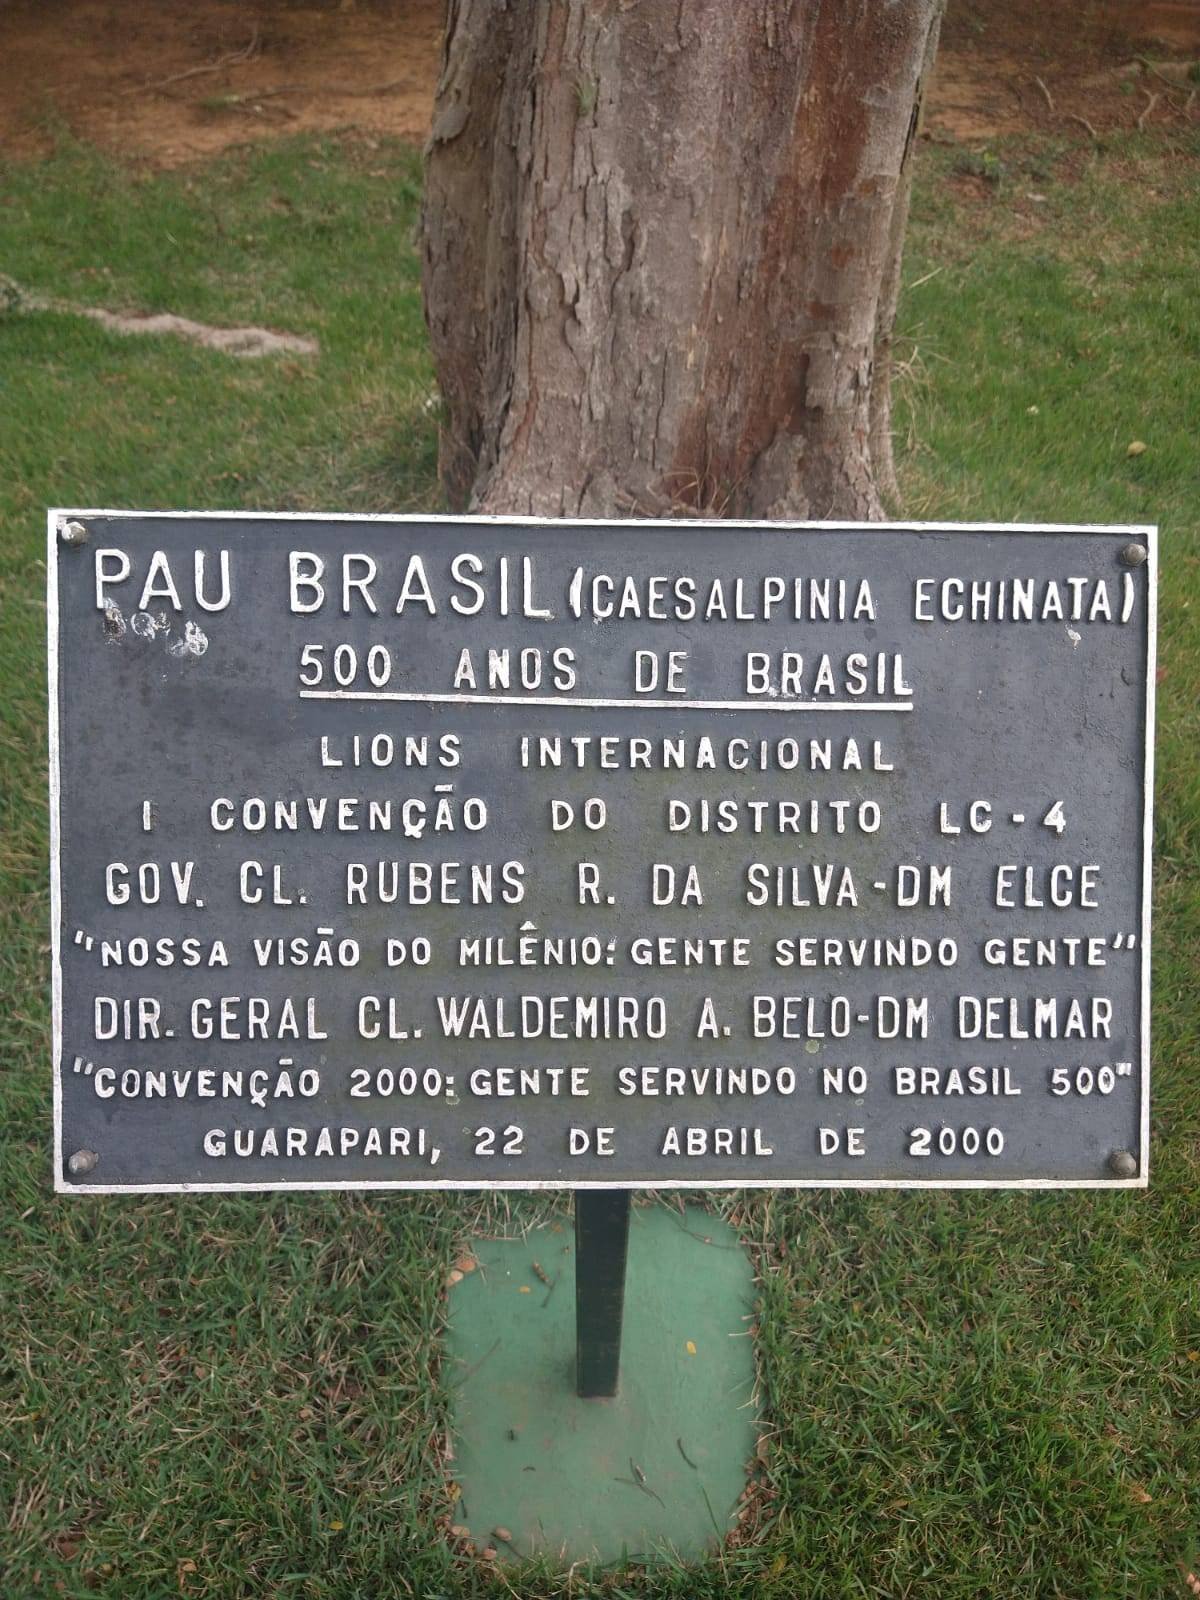 PAU BRASIL (CAESALPINIA ECHINATA)
500 ANOS DE BRASIL
LIONS INTERNACIONAL
I CONVENÇÃO DO DISTRITO LC-4
GOV. CL. RUBENS R. DA SILVA-DM ELCE
"NOSSA VISÃO DO MILÊNIO: GENTE SERVINDO GENTE"
DIR. GERAL CL. WALDEMIRO A. BELO-DM DELMAR
"CONVENÇÃO 2000: GENTE SERVINDO NO BRASIL 500"
GUARAPARI, 22 DE ABRIL DE 2000